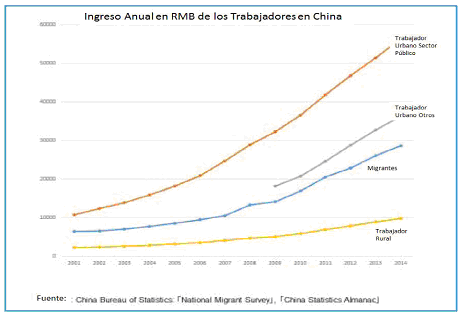 Ingreso Anual en RMB de los Trabajadores en China
60000
50000
40000
30000
20000
10000
0
2001 2002 2003 2004 2005 2006 2007 2008 2009 2010 2011 2012 2013 2014
Trabajador
Urbano Sector
Público
Trabajador
Urbano Otros
Migrantes
Trabajador
Rural
Fuente: : China Bureau of Statistics:「National Migrant Survey」,「China Statistics Almanac」